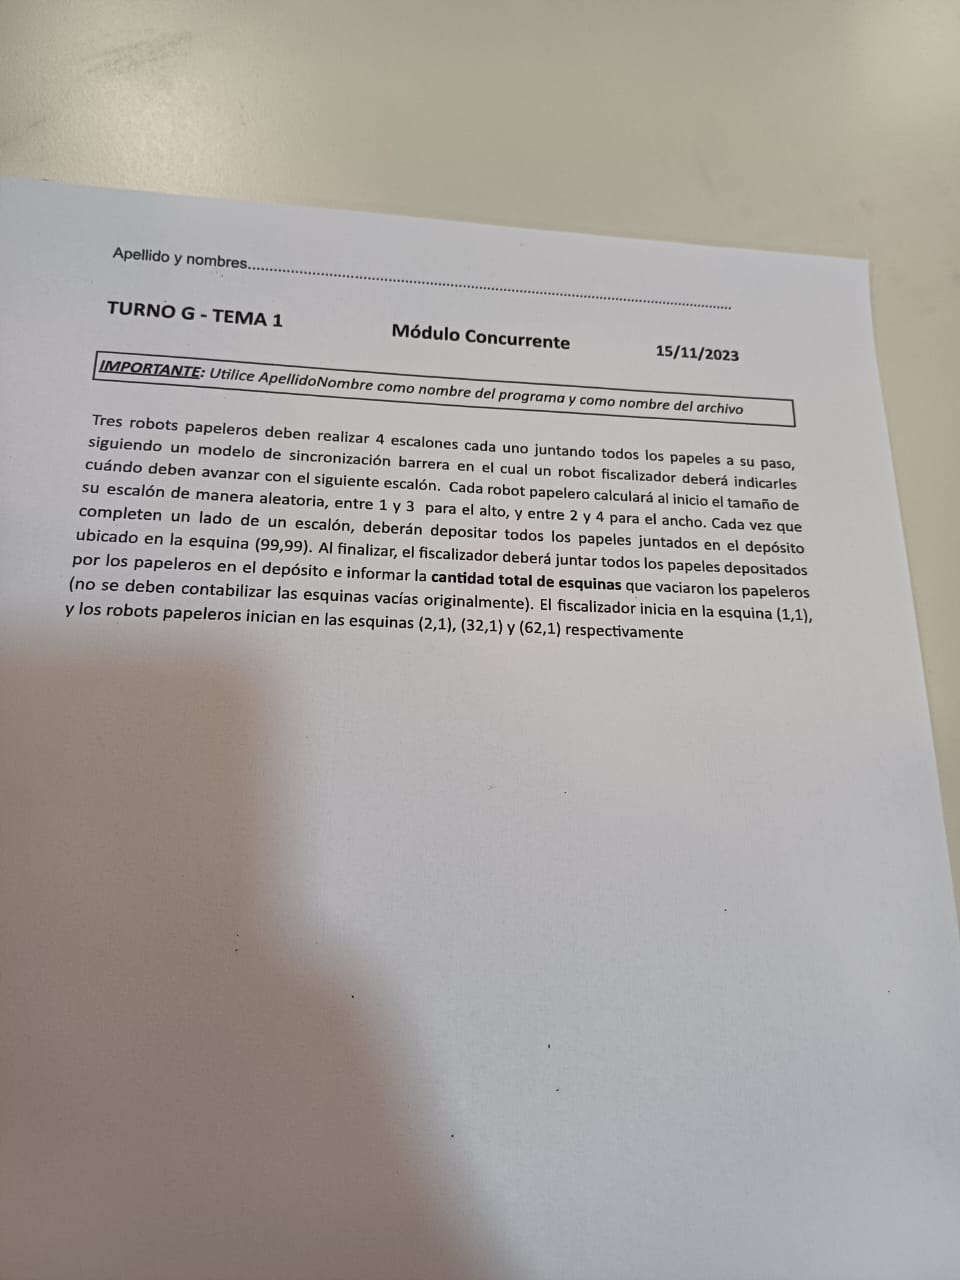 Apellido y nombres...........................................................................................................................
TURNO G - TEMA 1
Módulo Concurrente
15/11/2023
IMPORTANTE: Utilice ApellidoNombre como nombre del programa y como nombre del archivo
Tres robots papeleros deben realizar 4 escalones cada uno juntando todos los papeles a su paso,
siguiendo un modelo de sincronización barrera en el cual un robot fiscalizador deberá indicarles
cuándo deben avanzar con el siguiente escalón. Cada robot papelero calculará al inicio el tamaño de
su escalón de manera aleatoria, entre 1 y 3 para el alto, y entre 2 y 4 para el ancho. Cada vez que
completen un lado de un escalón, deberán depositar todos los papeles juntados en el depósito
ubicado en la esquina (99,99). Al finalizar, el fiscalizador deberá juntar todos los papeles depositados
por los papeleros en el depósito e informar la cantidad total de esquinas que vaciaron los papeleros
(no se deben contabilizar las esquinas vacías originalmente). El fiscalizador inicia en la esquina (1,1),
y los robots papeleros inician en las esquinas (2,1), (32,1) y (62,1) respectivamente